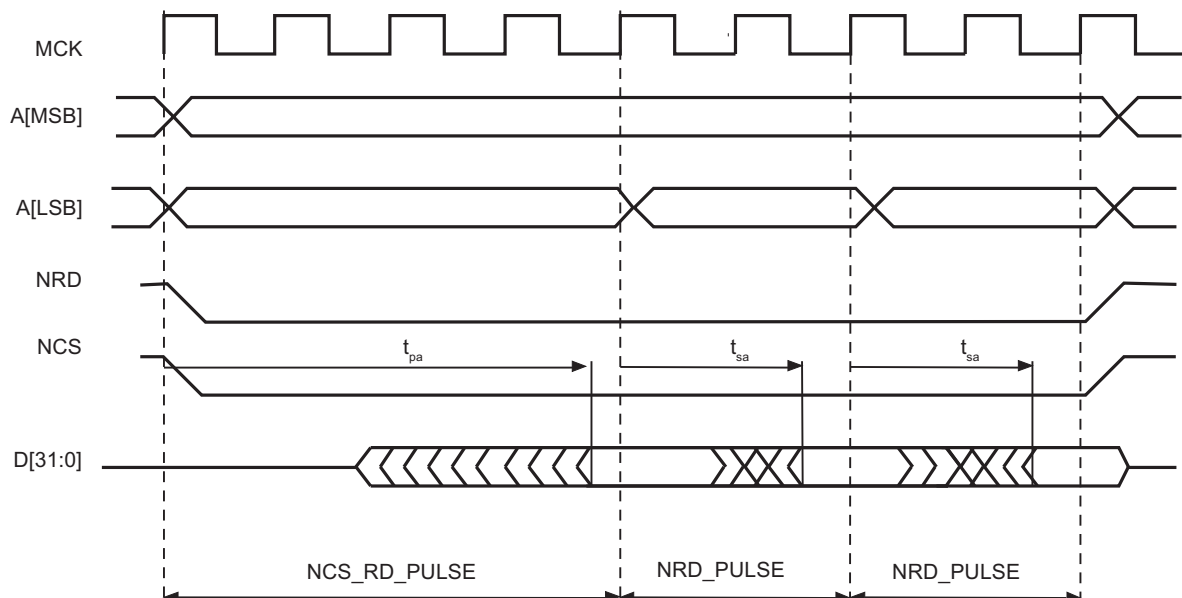 MCK
A[MSB]
A[LSB]
NRD
NCS
tpa
tsa
tsa
D[31:0]
NCS_RD_PULSE
NRD_PULSE
NRD_PULSE